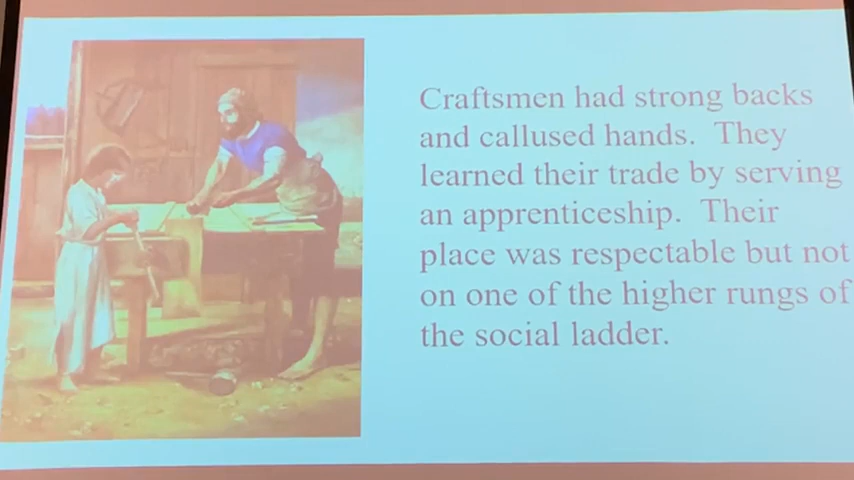 Craftsmen had strong backs
and callused hands.  They
learned their trade by serving
an apprenticeship.  Their
place was respectable but not
on one of the higher rungs of
the social ladder.